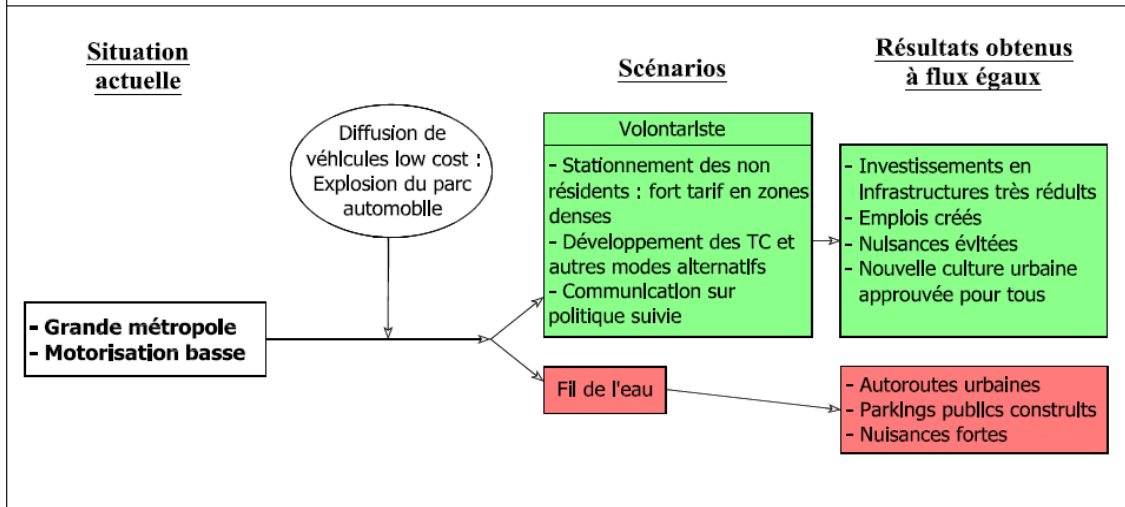 Situation
actuelle
Scénarios
Résultats obtenus
à flux égaux
Diffusion de
véhicules low cost :
Explosion du parc
automobile
- Grande métropole
- Motorisation basse
Volontariste
- Stationnement des non
résidents : fort tarif en zones
denses
- Développement des TC et
autres modes alternatifs
- Communication sur
politique suivie
Fil de l'eau
- Investissements en
infrastructures très réduits
- Emplois créés
- Nuisances évitées
- Nouvelle culture urbaine
approuvée pour tous
- Autoroutes urbaines
- Parkings publics construits
- Nuisances fortes